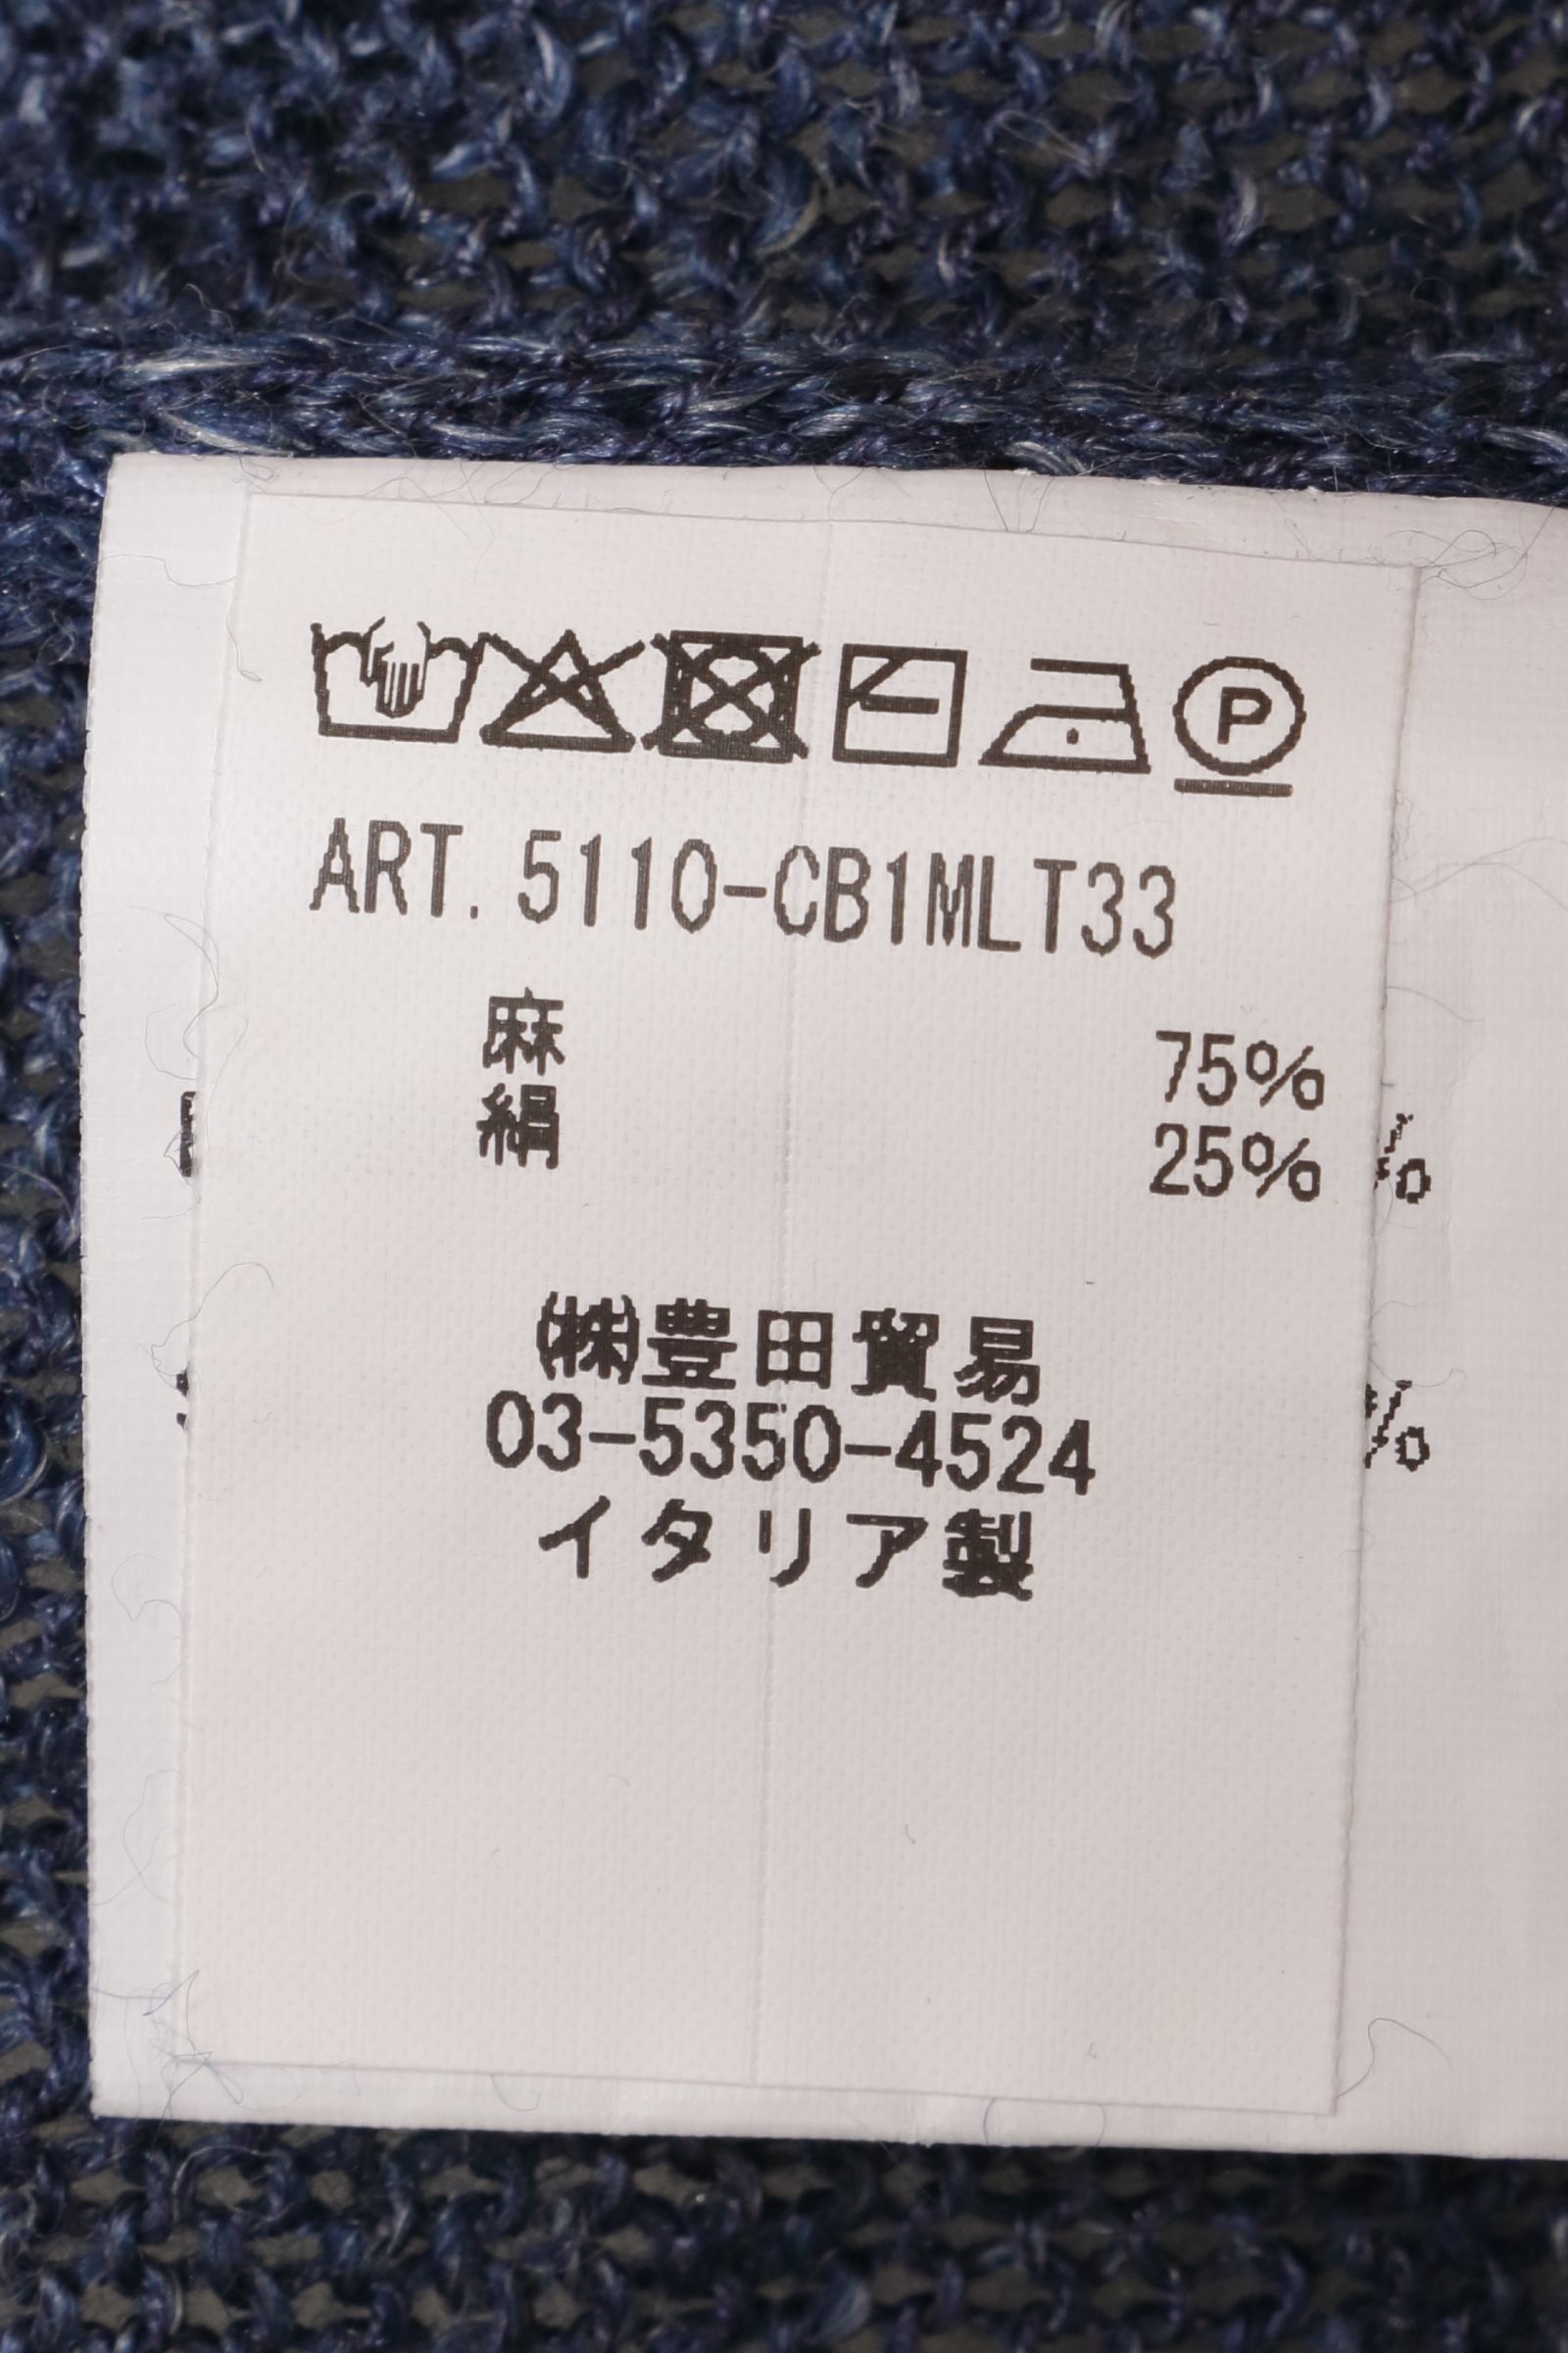 P
ART. 5110-CB1MLT33
麻 75%
絹 25%
%
㈱豊田貿易
%
03-5350-4524
イタリア製